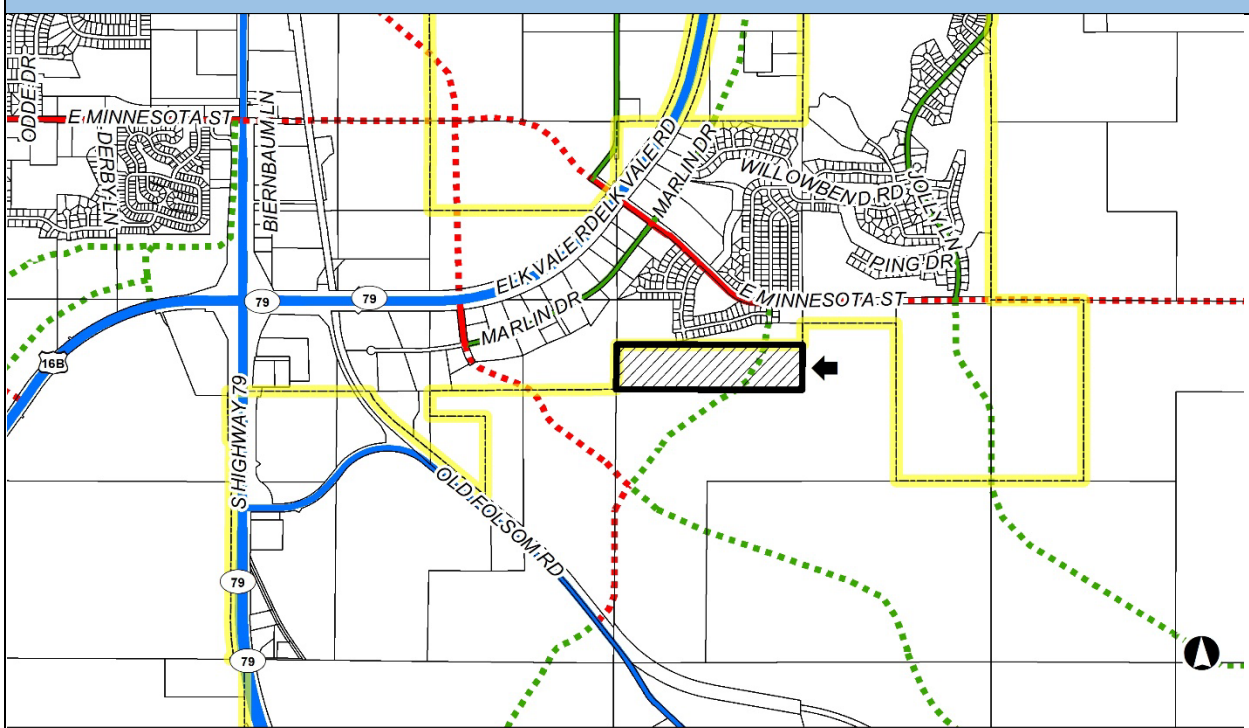 ODDE DR
E MINNESOTA ST
DERBY LN
BIERNBAUM LN
ELK VALE RD
ELK VALE RD
MARLIN DR
WILLOWBEND RD
JOLLY LN
PING DR
E MINNESOTA ST
79
79
MARLIN DR
16B
S HIGHWAY 79
OLD FOLSOM RD
79
79